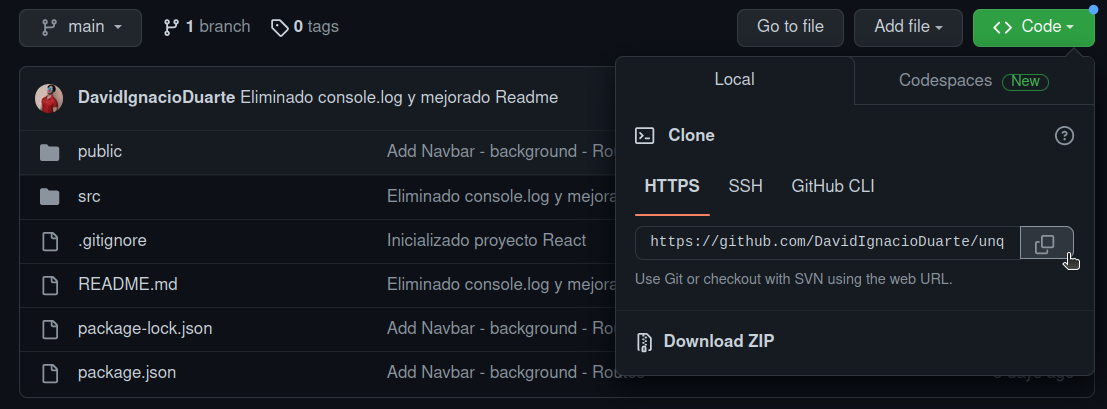 main 1 branch 0 tags Go to file Add file Code
Local Codespaces New
DavidIgnacioDuarte Eliminado console.log y mejorado Readme
Clone
public Add Navbar - background - Rou
HTTPS SSH GitHub CLI
src Eliminado console.log y mejora
.gitignore Inicializado proyecto React
https://github.com/DavidIgnacioDuarte/unq
Use Git or checkout with SVN using the web URL.
README.md Eliminado console.log y mejora
package-lock.json Add Navbar - background - Rou
Download ZIP
package.json Add Navbar - background - Routes